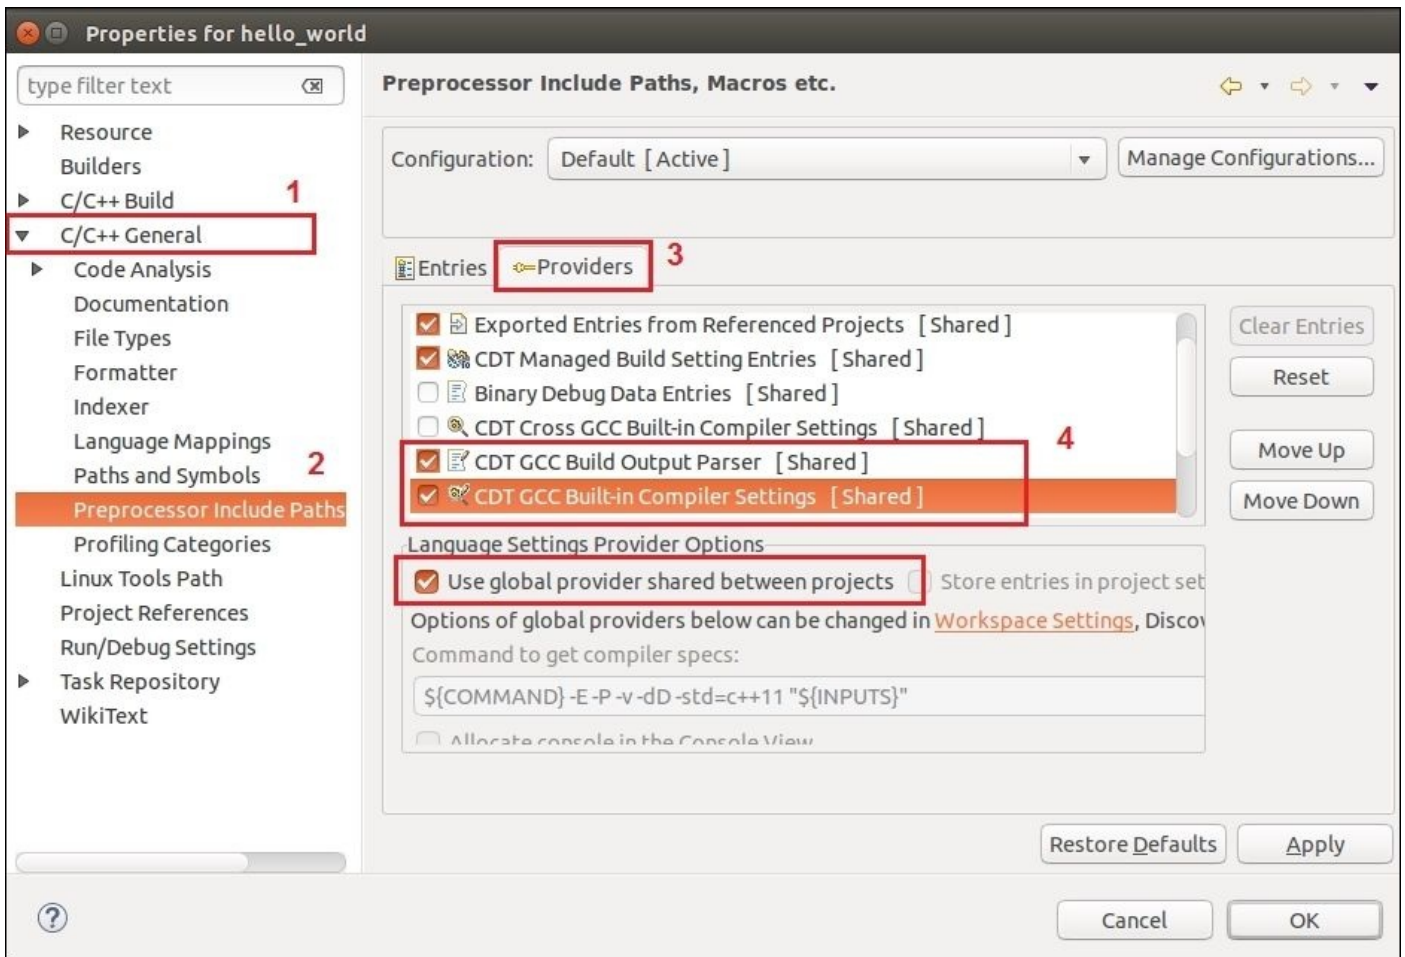 Properties for hello_world
type filter text
Resource
Builders
C/C++ Build
1
C/C++ General
Code Analysis
Documentation
File Types
Formatter
Indexer
Language Mappings
Paths and Symbols
2
Preprocessor Include Paths
Profiling Categories
Linux Tools Path
Project References
Run/Debug Settings
Task Repository
WikiText
Preprocessor Include Paths, Macros etc.
Configuration: Default [ Active ] Manage Configurations...
Entries Providers 3
Exported Entries from Referenced Projects [ Shared ]
CDT Managed Build Setting Entries [ Shared ]
Binary Debug Data Entries [ Shared ]
CDT Cross GCC Built-in Compiler Settings [ Shared ]
4
CDT GCC Build Output Parser [ Shared ]
CDT GCC Built-in Compiler Settings [ Shared ]
Clear Entries
Reset
Move Up
Move Down
Language Settings Provider Options
Use global provider shared between projects Store entries in project set
Options of global providers below can be changed in Workspace Settings, Discov
Command to get compiler specs:
${COMMAND} -E -P -v -dD -std=c++11 "${INPUTS}"
Allocate console in the Console View
Restore Defaults Apply
? Cancel OK